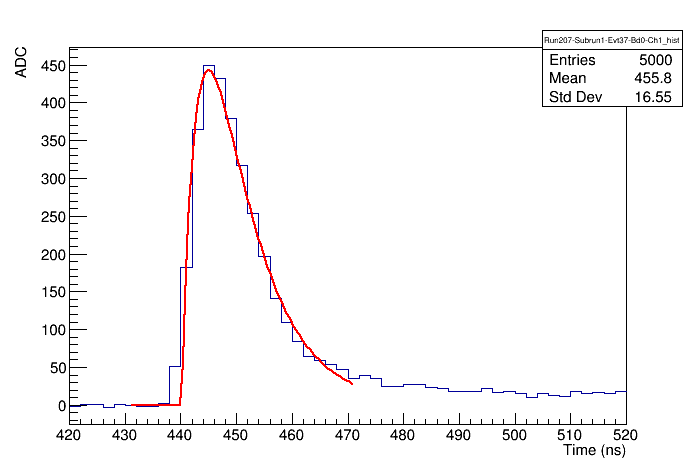 Run207-Subrun1-Evt37-Bd0-Ch1_hist
Entries 5000
Mean 455.8
Std Dev 16.55
ADC
450
400
350
300
250
200
150
100
50
0
420 430 440 450 460 470 480 490 500 510 520
Time (ns)